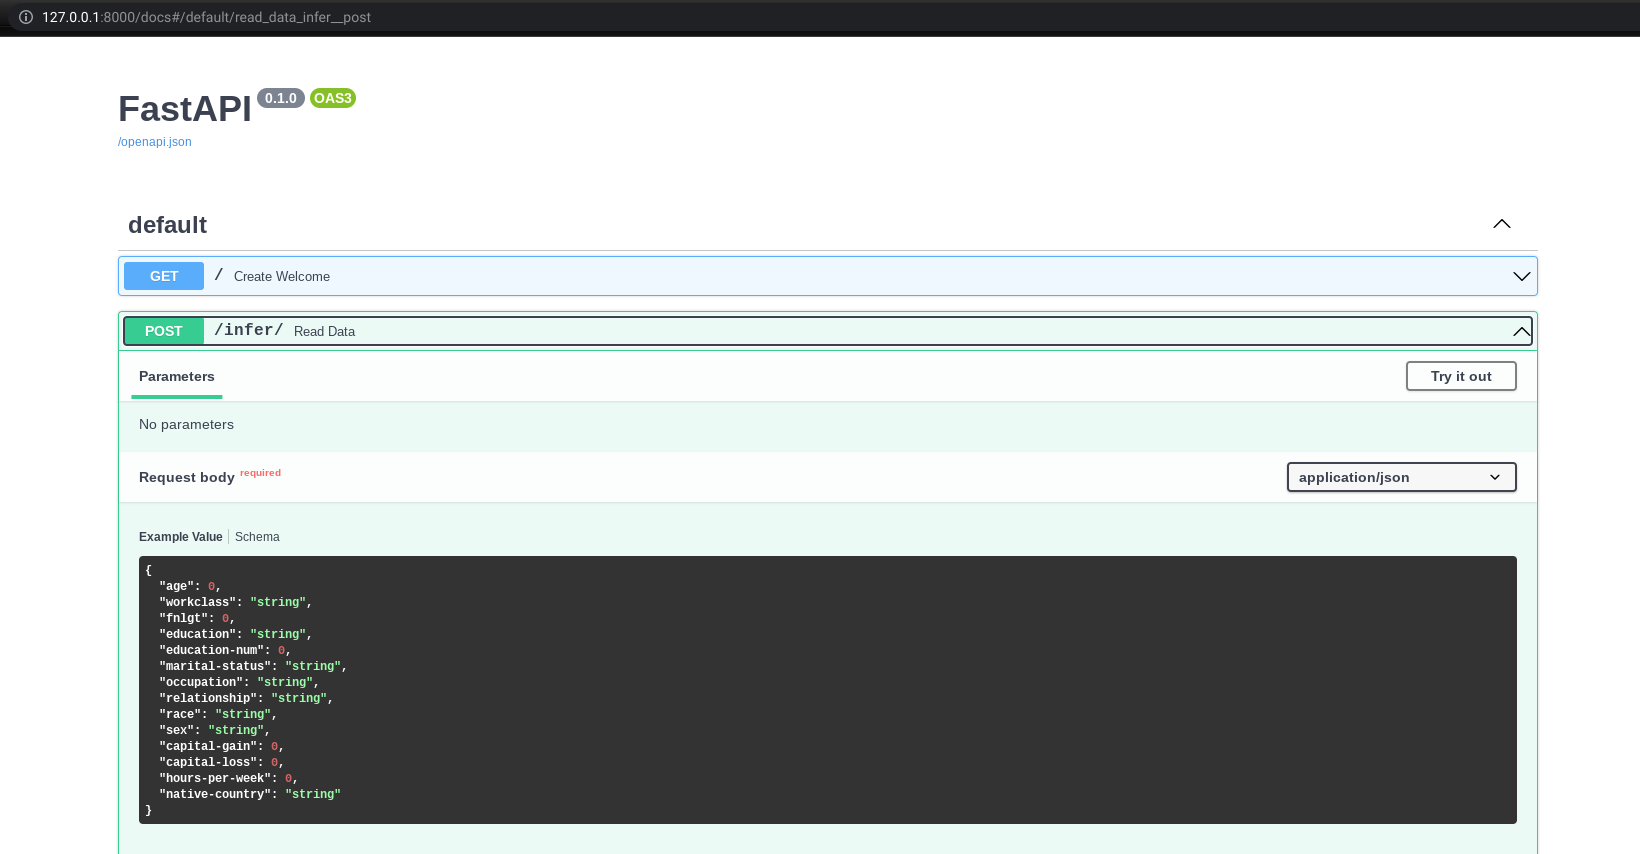 127.0.0.1:8000/docs#/default/read_data_infer__post
FastAPI 0.1.0 OAS3
/openapi.json
default
GET / Create Welcome
POST /infer/ Read Data
Parameters Try it out
No parameters
Request body required application/json
Example Value Schema
{
"age": 0,
"workclass": "string",
"fnlgt": 0,
"education": "string",
"education-num": 0,
"marital-status": "string",
"occupation": "string",
"relationship": "string",
"race": "string",
"sex": "string",
"capital-gain": 0,
"capital-loss": 0,
"hours-per-week": 0,
"native-country": "string"
}